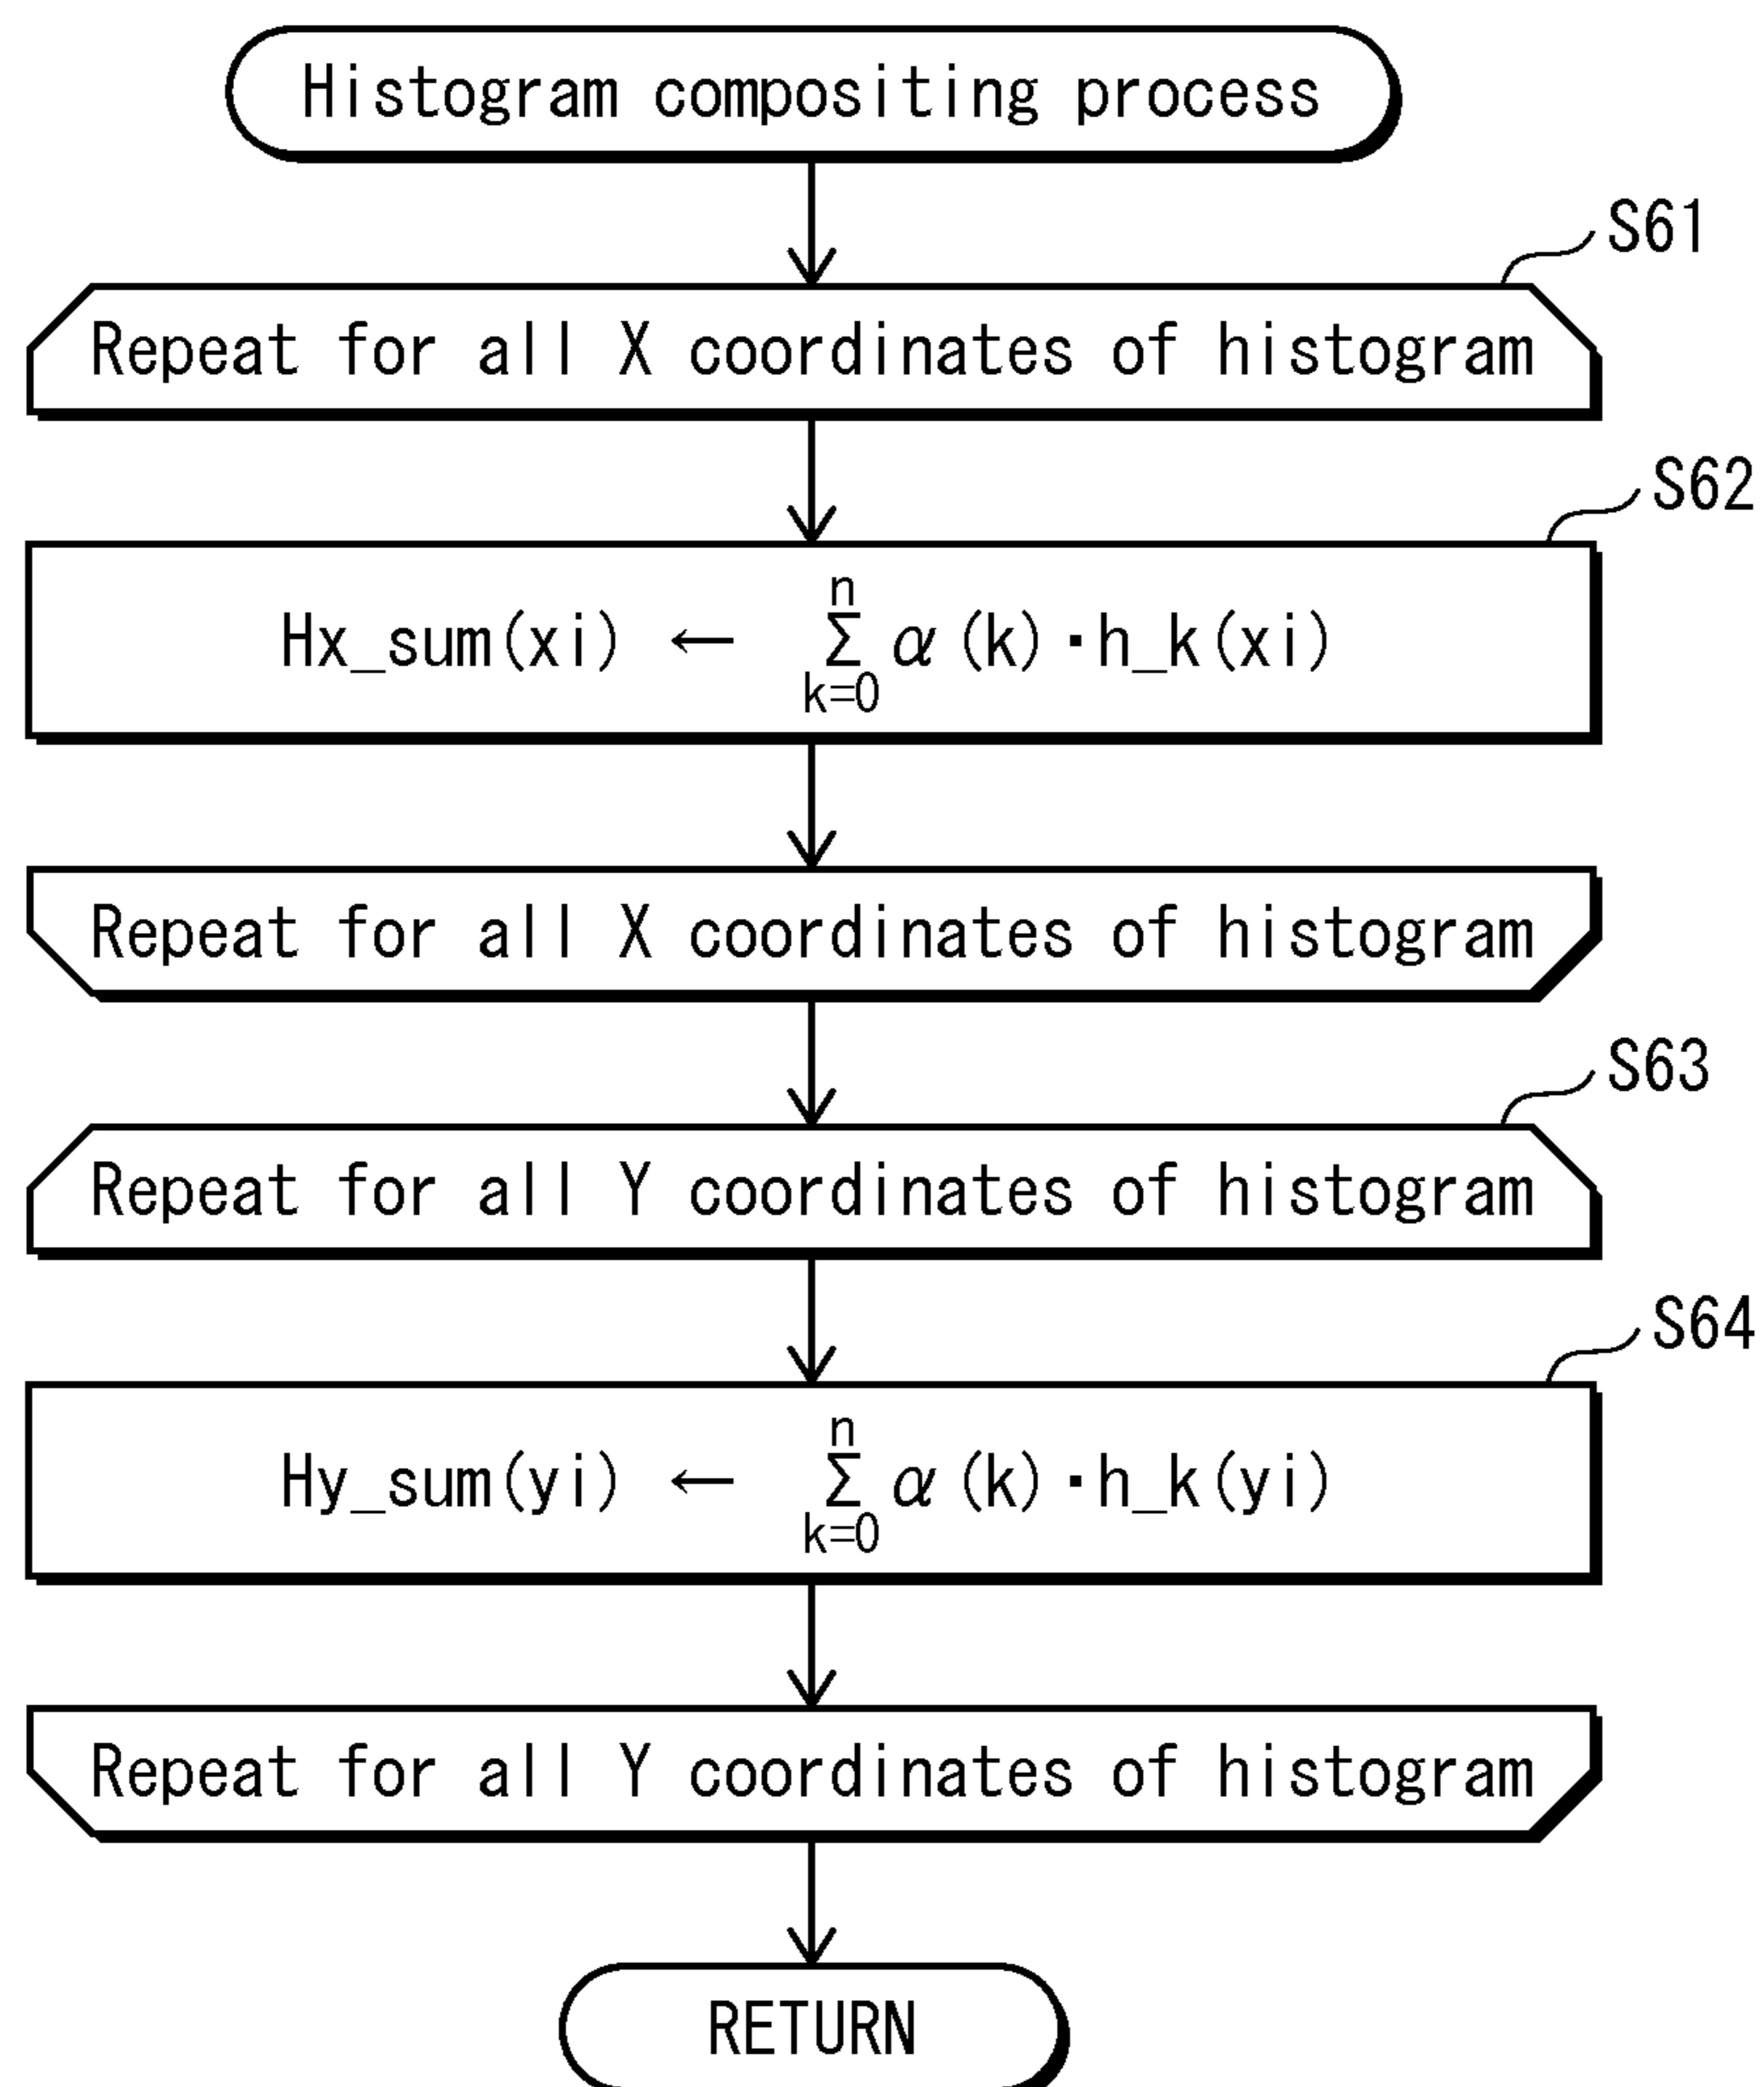 Histogram compositing process
S61
Repeat for all X coordinates of histogram
S62
Hx_sum(xi) ← n Σ k=0 α(k)・h_k(xi)
Repeat for all X coordinates of histogram
S63
Repeat for all Y coordinates of histogram
S64
Hy_sum(yi) ← n Σ k=0 α(k)・h_k(yi)
Repeat for all Y coordinates of histogram
RETURN